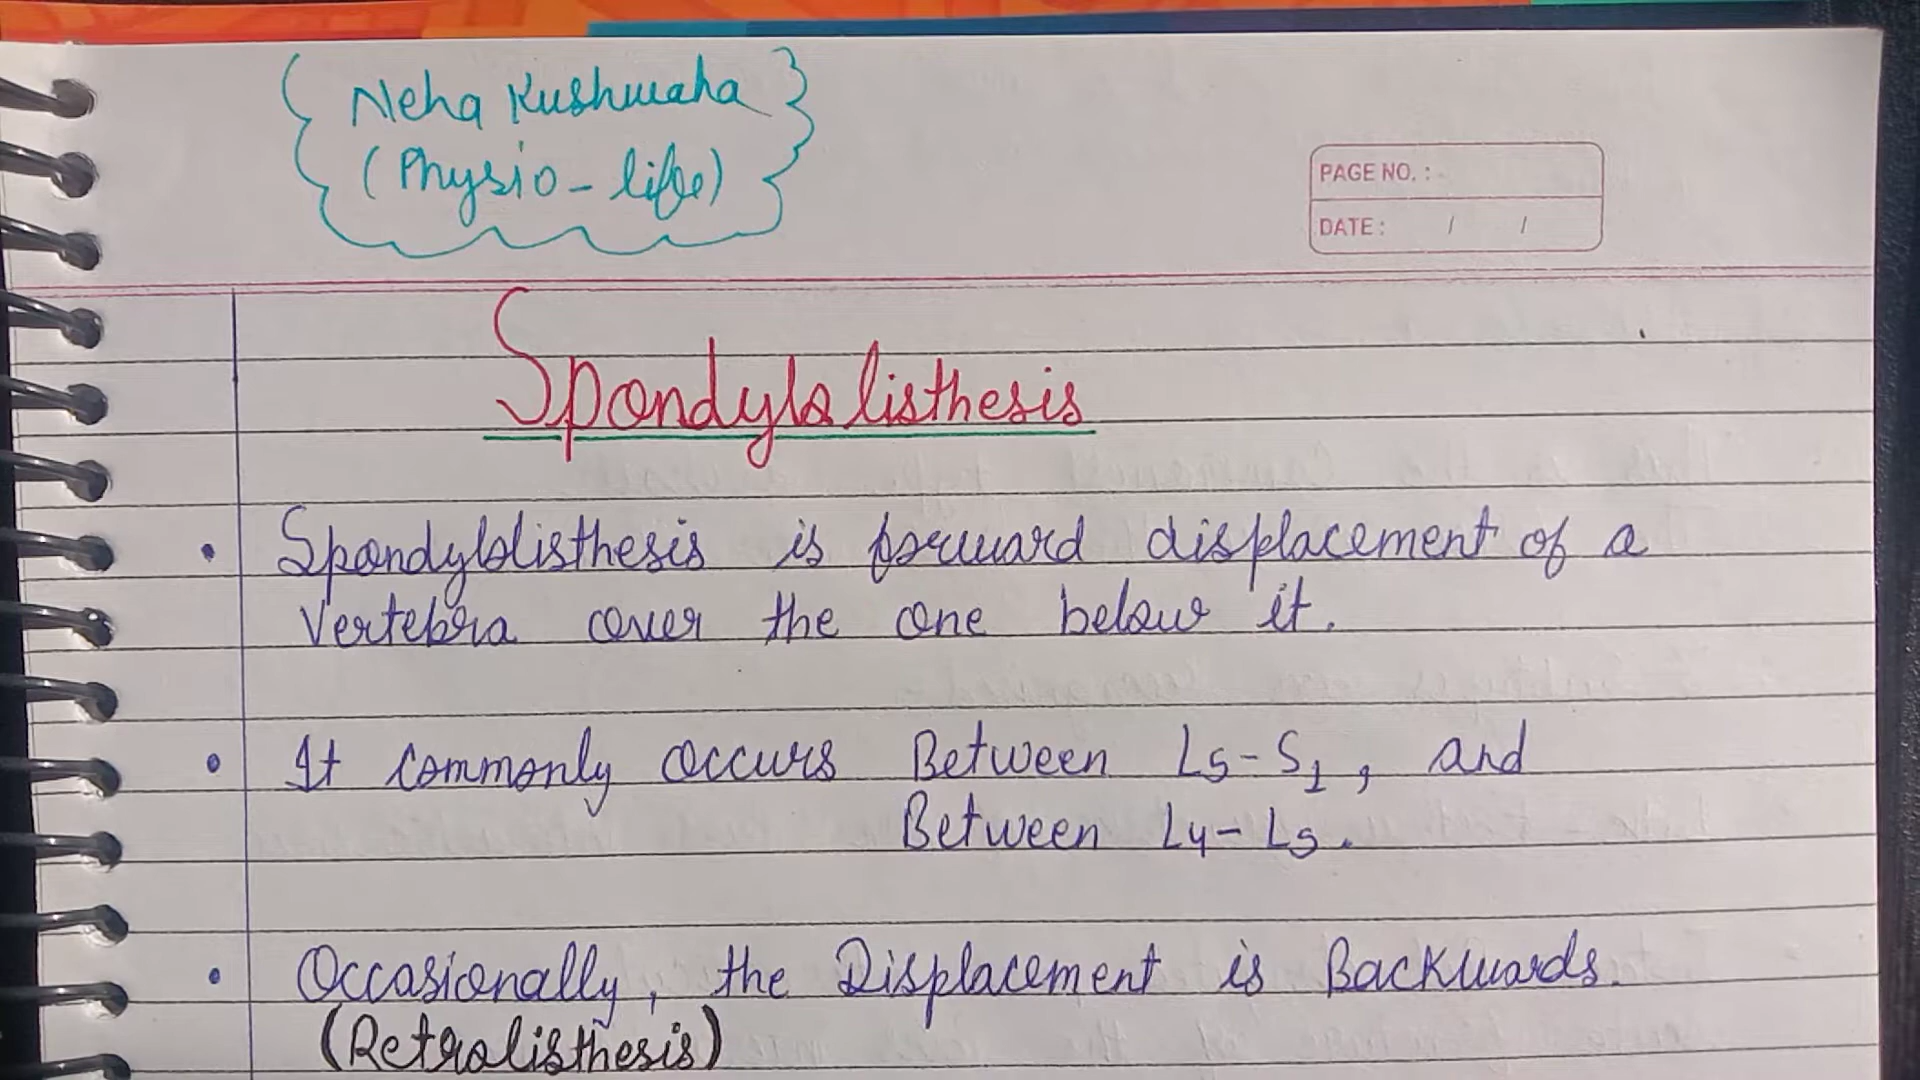 Neha Kushwaha
(Physio-life)
PAGE NO. :
DATE : / /
Spondylolisthesis
• Spondylolisthesis is forward displacement of a
Vertebra over the one below it.
• It commonly occurs Between L5-S1, and
Between L4-L5.
• Occasionally, the Displacement is Backwards.
(Retrolisthesis)